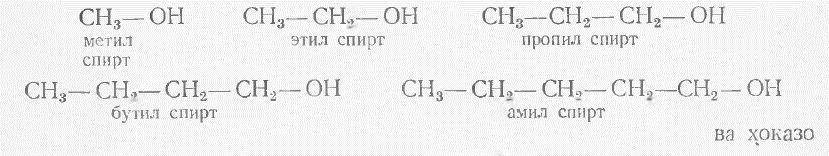 CH₃—OH CH₃—CH₂—OH CH₃—CH₂—CH₂—OH
метил этил спирт пропил спирт
спирт
CH₃—CH₂—CH₂—CH₂—OH CH₃—CH₂—CH₂—CH₂—CH₂—OH
бутил спирт амил спирт
ва ҳоказо